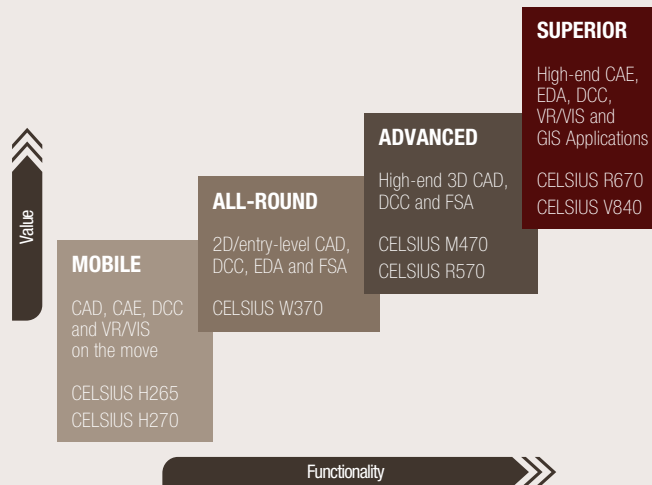 SUPERIOR
High-end CAE,
EDA, DCC,
VR/VIS and
GIS Applications
CELSIUS R670
CELSIUS V840
ADVANCED
High-end 3D CAD,
DCC and FSA
CELSIUS M470
CELSIUS R570
ALL-ROUND
2D/entry-level CAD,
DCC, EDA and FSA
CELSIUS W370
MOBILE
CAD, CAE, DCC
and VR/VIS
on the move
CELSIUS H265
CELSIUS H270
Value
Functionality